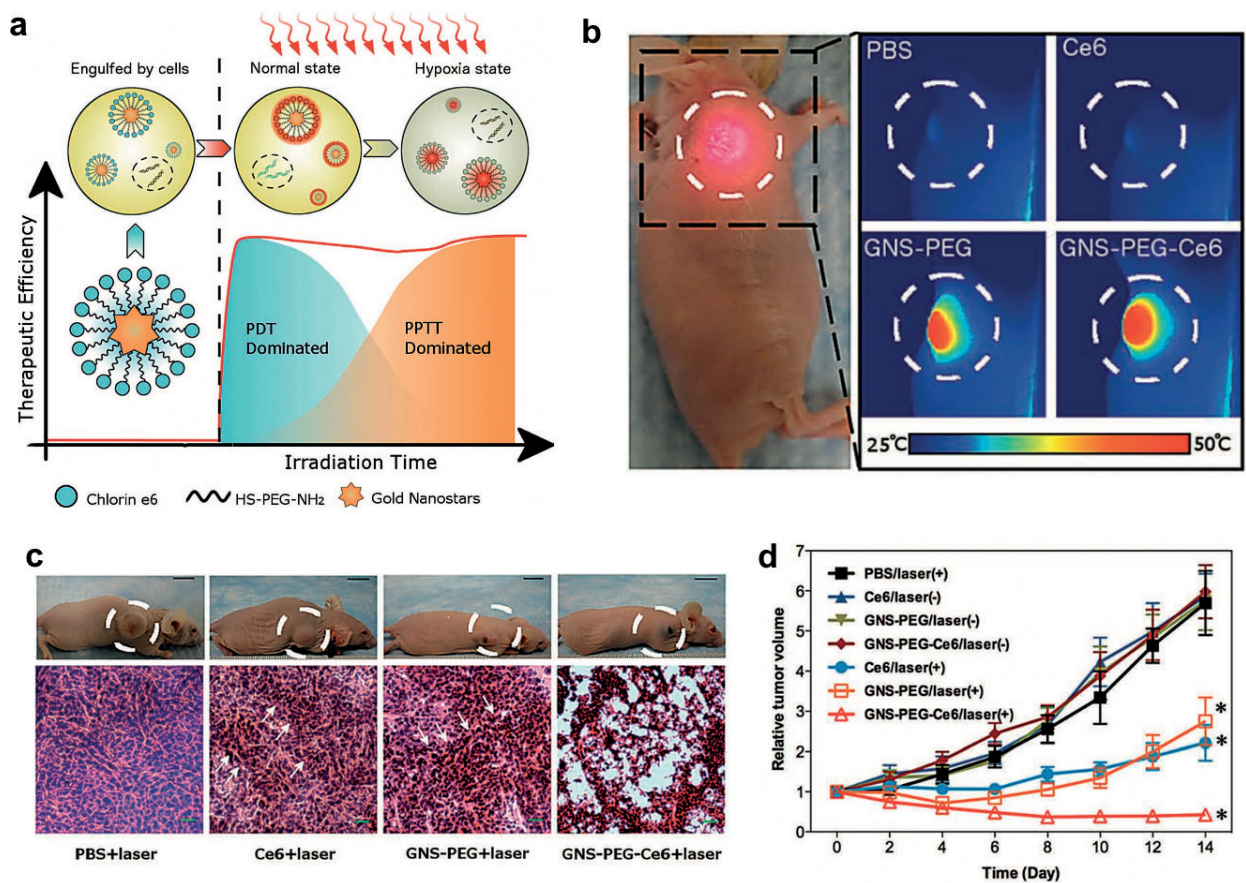 a
Engulfed by cells
Normal state
Hypoxia state
Therapeutic Efficiency
PDT
Dominated
PPTT
Dominated
Irradiation Time
Chlorin e6
HS-PEG-NH₂
Gold Nanostars
b
PBS
Ce6
GNS-PEG
GNS-PEG-Ce6
25°C
50°C
c
PBS+laser
Ce6+laser
GNS-PEG+laser
GNS-PEG-Ce6+laser
d
Relative tumor volume
7
6
5
4
3
2
1
0
PBS/laser(+)
Ce6/laser(-)
GNS-PEG/laser(-)
GNS-PEG-Ce6/laser(-)
Ce6/laser(+)
GNS-PEG/laser(+)
GNS-PEG-Ce6/laser(+)
*
*
*
0 2 4 6 8 10 12 14
Time (Day)